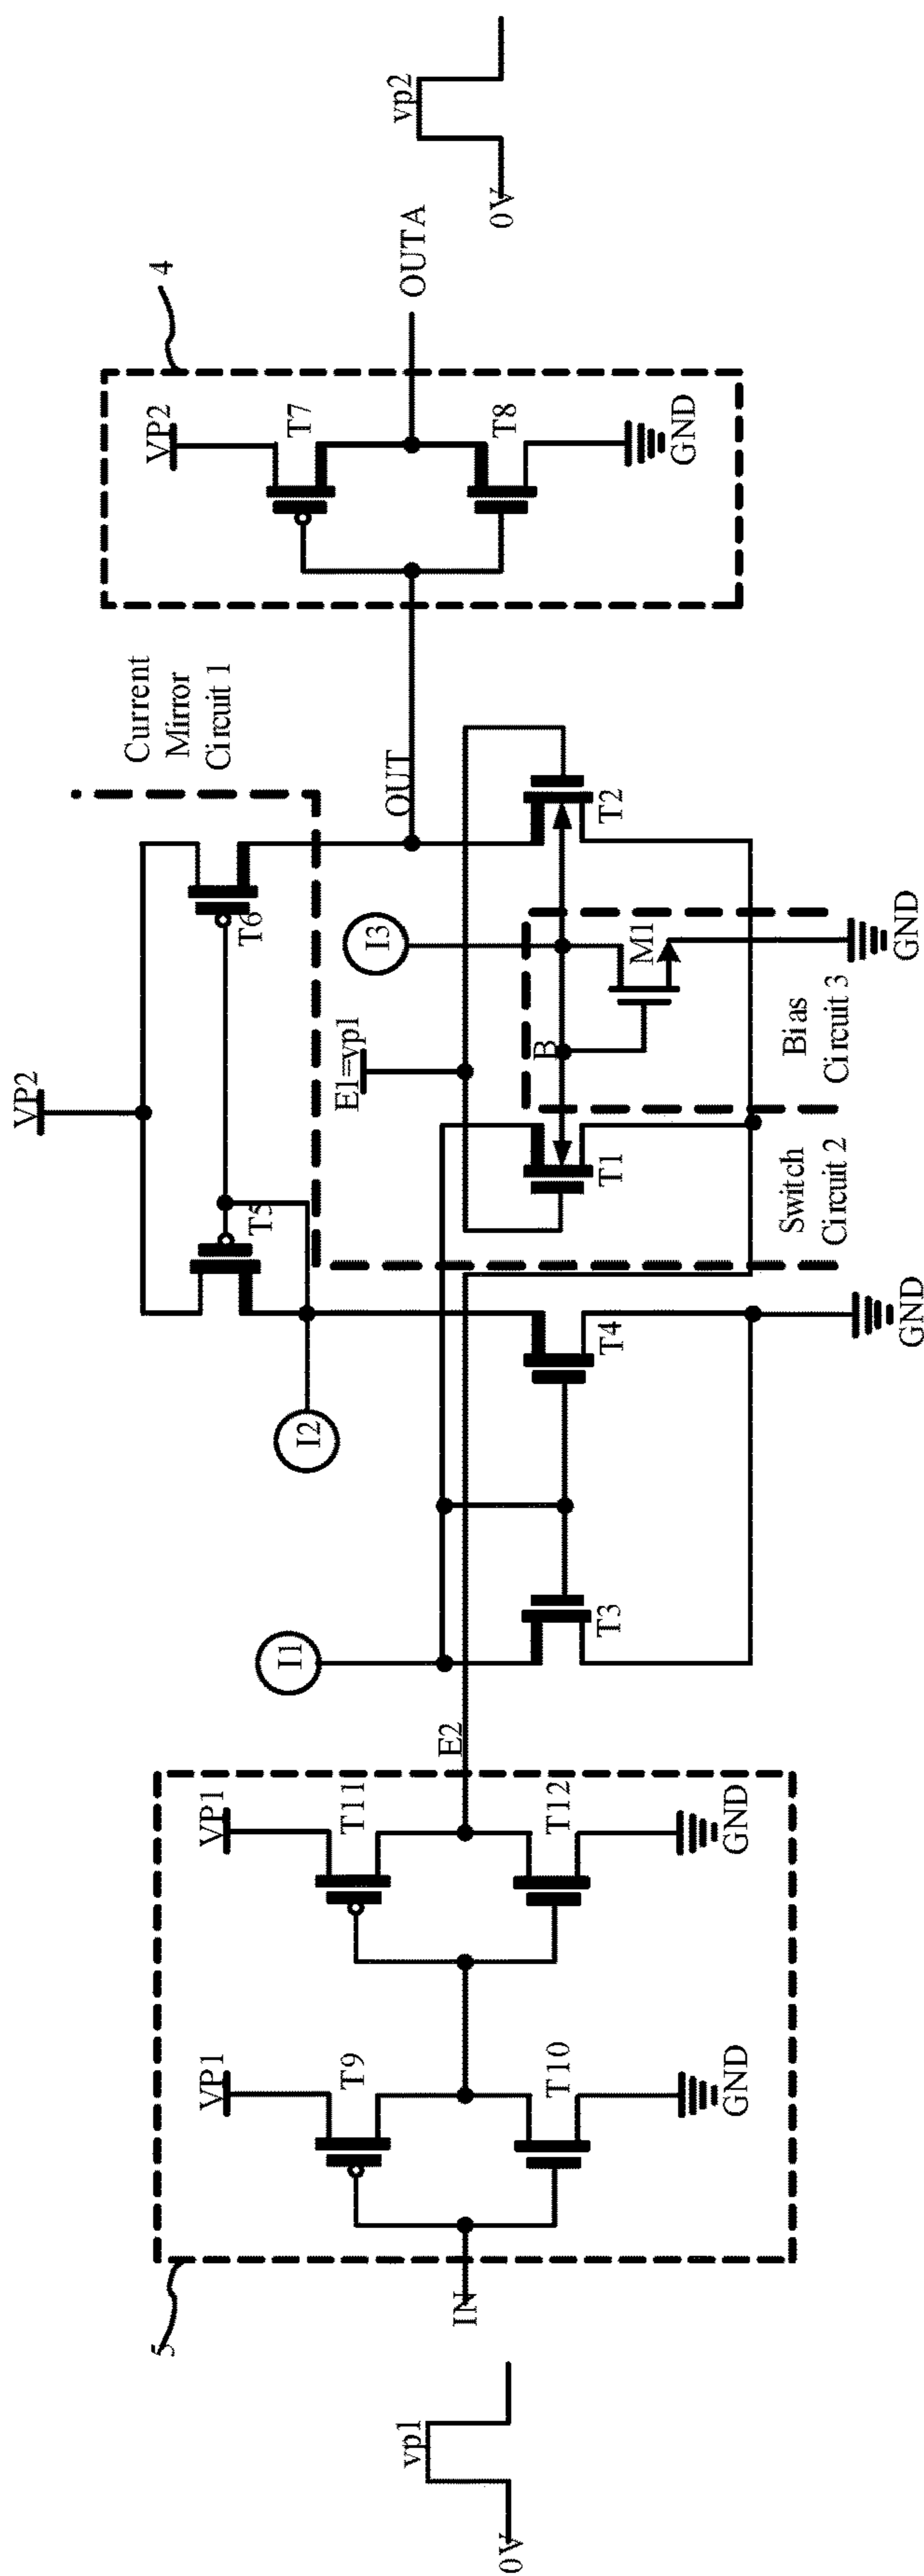 0V
vp1
IN
5
VP1
T9
T10
GND
VP1
T11
T12
GND
E2
I1
T3
I2
T4
GND
VP2
T5
T6
Current
Mirror
Circuit 1
Switch
Circuit 2
T1
E1=vp1
B
I3
M1
Bias
Circuit 3
GND
T2
OUT
4
VP2
T7
T8
GND
OUTA
0V
vp2